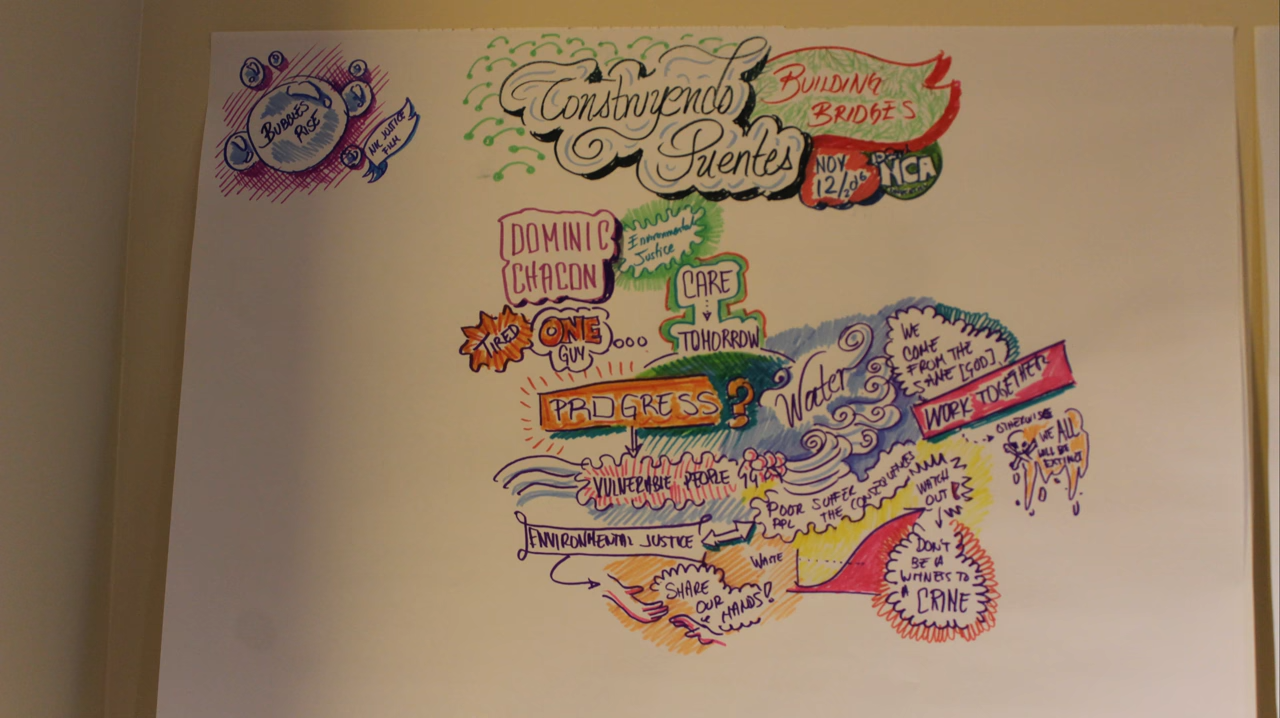 BUBBLES
RISE
JUSTICE
FILM
Construyendo
Puentes
BUILDING
BRIDGES
NOV
12/2016
NCA
DOMINIC
CHACON
Environmental
Justice
CARE
TOMORROW
TIRED
ONE
GUY
...
PROGRESS?
Water
WE
COME
FROM THE
SAME [GOD]
WORK TOGETHER
OTHERWISE
WE ALL
WILL BE
EXTINCT
VULNERABLE PEOPLE
POOR SUFFER
PPL THE CONSEQUENCES
WATCH
OUT!
ENVIRONMENTAL JUSTICE
WASTE
DON'T
BE A
WITNESS TO
A CRIME
SHARE
OUR
HANDS!